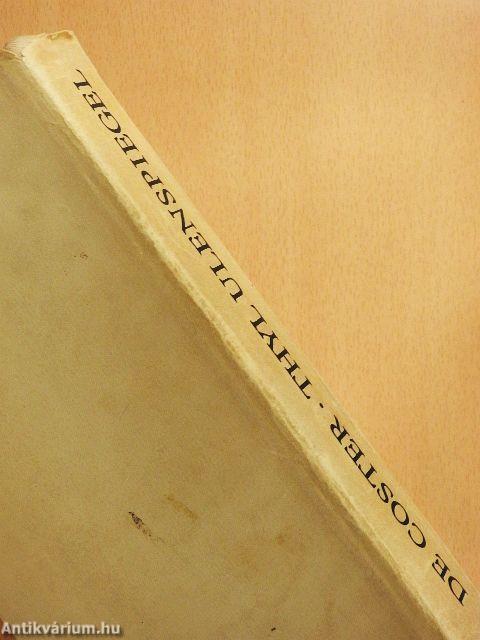 DE COSTER · THYL ULENSPIEGEL
Antikvárium.hu